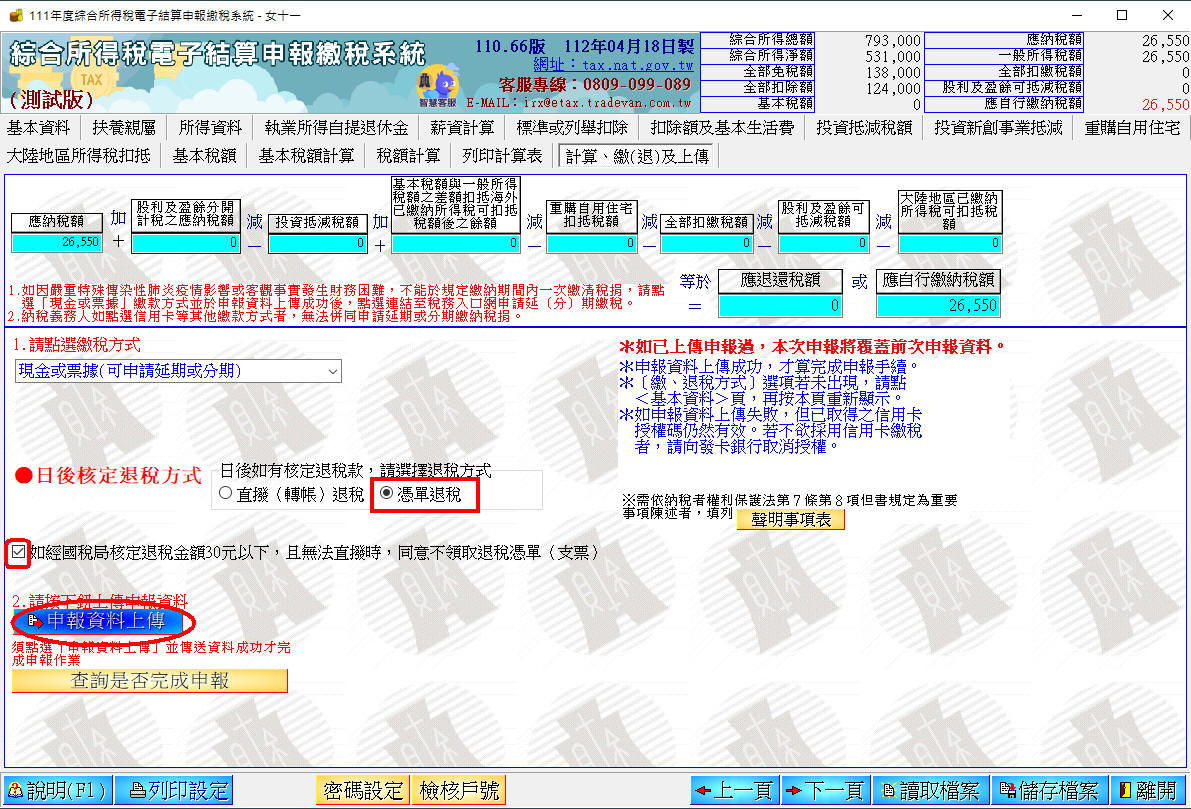 111年度綜合所得稅電子結算申報繳稅系統 - 女十一
綜合所得稅電子結算申報繳稅系統
(測試版)
TAX
智慧客服
110.66版 112年04月18日製
網址：tax.nat.gov.tw
客服專線：0809-099-089
E-MAIL：irx@etax.tradevan.com.tw
綜合所得總額 793,000 應納稅額 26,550
綜合所得淨額 531,000 一般所得稅額 26,550
全部免稅額 138,000 全部扣繳稅額 0
全部扣除額 124,000 股利及盈餘可抵減稅額 0
基本稅額 0 應自行繳納稅額 26,550
基本資料 扶養親屬 所得資料 執業所得自提退休金 薪資計算 標準或列舉扣除 扣除額及基本生活費 投資抵減稅額 投資新創事業抵減 重購自用住宅
大陸地區所得稅扣抵 基本稅額 基本稅額計算 稅額計算 列印計算表 計算、繳(退)及上傳
應納稅額
26,550
加
＋
股利及盈餘分開
計稅之應納稅額
0
減
－
投資抵減稅額
0
加
＋
基本稅額與一般所得
稅額之差額扣抵海外
已繳納所得稅可扣抵
稅額後之餘額
0
減
－
重購自用住宅
扣抵稅額
0
減
－
全部扣繳稅額
0
減
－
股利及盈餘可
抵減稅額
0
減
－
大陸地區已繳納
所得稅可扣抵稅
額
0
等於
＝
應退還稅額
0
或
應自行繳納稅額
26,550
1.如因嚴重特殊傳染性肺炎疫情影響或客觀事實發生財務困難，不能於規定繳納期間內一次繳清稅捐，請點
選「現金或票據」繳款方式並於申報資料上傳成功後，點選連結至稅務入口網申請延（分）期繳稅。
2.納稅義務人如點選信用卡等其他繳款方式者，無法併同申請延期或分期繳納稅捐。
1.請點選繳稅方式
現金或票據(可申請延期或分期)
＊如已上傳申報過，本次申報將覆蓋前次申報資料。
＊申報資料上傳成功，才算完成申報手續。
＊〔繳、退稅方式〕選項若未出現，請點
＜基本資料＞頁，再按本頁重新顯示。
＊如申報資料上傳失敗，但已取得之信用卡
授權碼仍然有效。若不欲採用信用卡繳稅
者，請向發卡銀行取消授權。
●日後核定退稅方式
日後如有核定退稅款，請選擇退稅方式
直撥（轉帳）退稅 憑單退稅
※需依納稅者權利保護法第７條第８項但書規定為重要
事項陳述者，填列 聲明事項表
如經國稅局核定退稅金額30元以下，且無法直撥時，同意不領取退稅憑單（支票）
2.請按下鈕上傳申報資料
申報資料上傳
須點選「申報資料上傳」並傳送資料成功才完
成申報作業
查詢是否完成申報
說明(F1) 列印設定 密碼設定 檢核戶號 上一頁 下一頁 讀取檔案 儲存檔案 離開